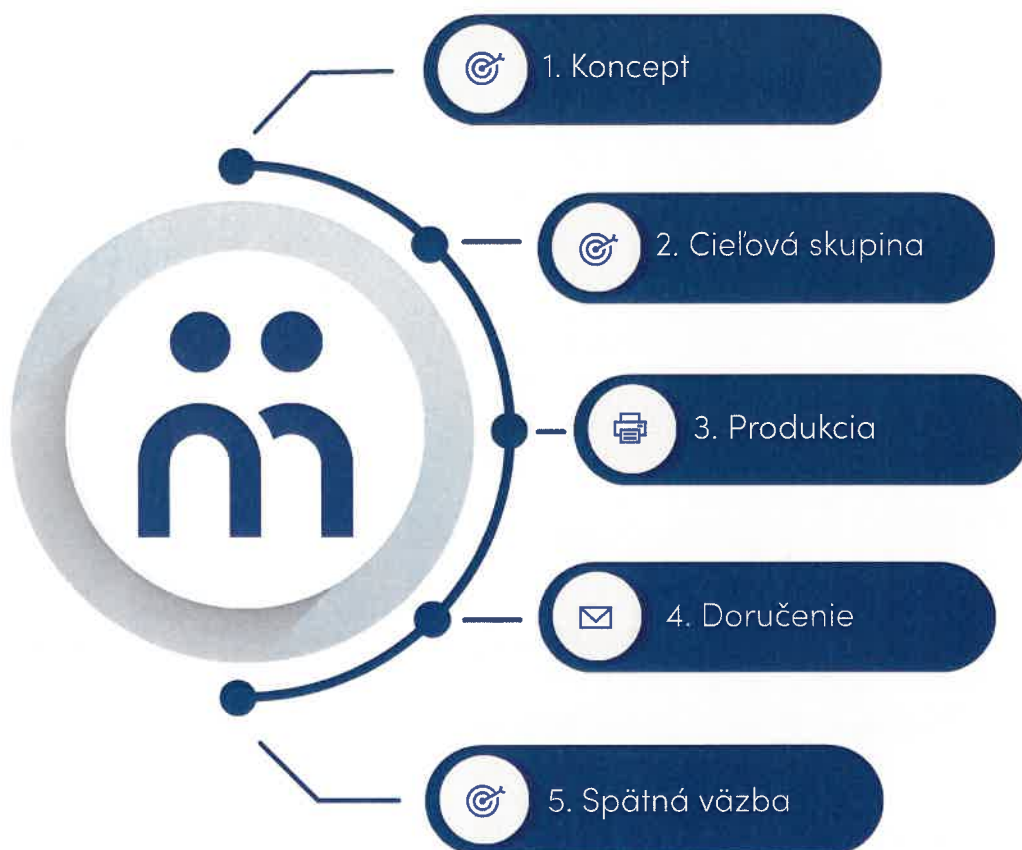 1. Koncept
2. Cieľová skupina
3. Produkcia
4. Doručenie
5. Spätná väzba